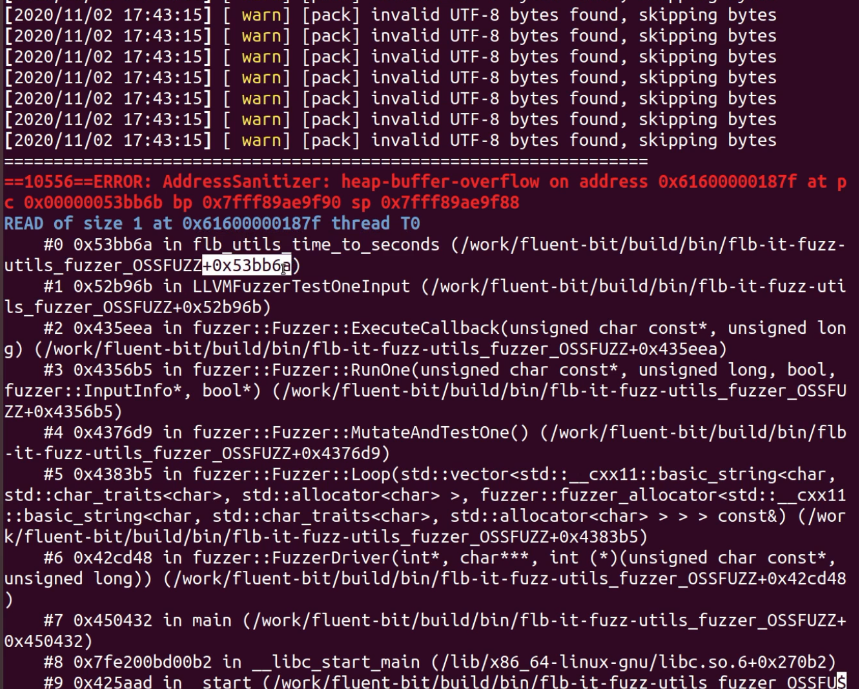 [2020/11/02 17:43:15] [ warn] [pack] invalid UTF-8 bytes found, skipping bytes
[2020/11/02 17:43:15] [ warn] [pack] invalid UTF-8 bytes found, skipping bytes
[2020/11/02 17:43:15] [ warn] [pack] invalid UTF-8 bytes found, skipping bytes
[2020/11/02 17:43:15] [ warn] [pack] invalid UTF-8 bytes found, skipping bytes
[2020/11/02 17:43:15] [ warn] [pack] invalid UTF-8 bytes found, skipping bytes
[2020/11/02 17:43:15] [ warn] [pack] invalid UTF-8 bytes found, skipping bytes
[2020/11/02 17:43:15] [ warn] [pack] invalid UTF-8 bytes found, skipping bytes
=================================================================
==10556==ERROR: AddressSanitizer: heap-buffer-overflow on address 0x61600000187f at p
c 0x00000053bb6b bp 0x7fff89ae9f90 sp 0x7fff89ae9f88
READ of size 1 at 0x61600000187f thread T0
    #0 0x53bb6a in flb_utils_time_to_seconds (/work/fluent-bit/build/bin/flb-it-fuzz-
utils_fuzzer_OSSFUZZ+0x53bb6a)
    #1 0x52b96b in LLVMFuzzerTestOneInput (/work/fluent-bit/build/bin/flb-it-fuzz-uti
ls_fuzzer_OSSFUZZ+0x52b96b)
    #2 0x435eea in fuzzer::Fuzzer::ExecuteCallback(unsigned char const*, unsigned lon
g) (/work/fluent-bit/build/bin/flb-it-fuzz-utils_fuzzer_OSSFUZZ+0x435eea)
    #3 0x4356b5 in fuzzer::Fuzzer::RunOne(unsigned char const*, unsigned long, bool,
fuzzer::InputInfo*, bool*) (/work/fluent-bit/build/bin/flb-it-fuzz-utils_fuzzer_OSSFU
ZZ+0x4356b5)
    #4 0x4376d9 in fuzzer::Fuzzer::MutateAndTestOne() (/work/fluent-bit/build/bin/flb
-it-fuzz-utils_fuzzer_OSSFUZZ+0x4376d9)
    #5 0x4383b5 in fuzzer::Fuzzer::Loop(std::vector<std::__cxx11::basic_string<char,
std::char_traits<char>, std::allocator<char> >, fuzzer::fuzzer_allocator<std::__cxx11
::basic_string<char, std::char_traits<char>, std::allocator<char> > > > const&) (/wor
k/fluent-bit/build/bin/flb-it-fuzz-utils_fuzzer_OSSFUZZ+0x4383b5)
    #6 0x42cd48 in fuzzer::FuzzerDriver(int*, char***, int (*)(unsigned char const*,
unsigned long)) (/work/fluent-bit/build/bin/flb-it-fuzz-utils_fuzzer_OSSFUZZ+0x42cd48
)
    #7 0x450432 in main (/work/fluent-bit/build/bin/flb-it-fuzz-utils_fuzzer_OSSFUZZ+
0x450432)
    #8 0x7fe200bd00b2 in __libc_start_main (/lib/x86_64-linux-gnu/libc.so.6+0x270b2)
    #9 0x425aad in _start (/work/fluent-bit/build/bin/flb-it-fuzz-utils_fuzzer_OSSFU$